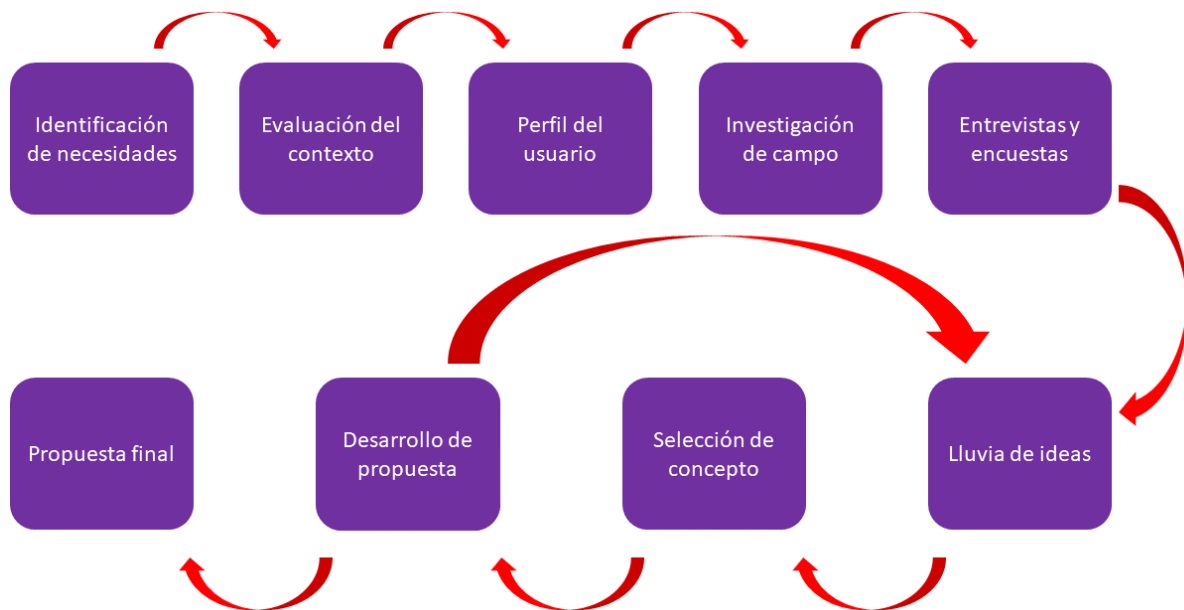 Identificación
de necesidades
Evaluación del
contexto
Perfil del
usuario
Investigación
de campo
Entrevistas y
encuestas
Propuesta final
Desarrollo de
propuesta
Selección de
concepto
Lluvia de ideas